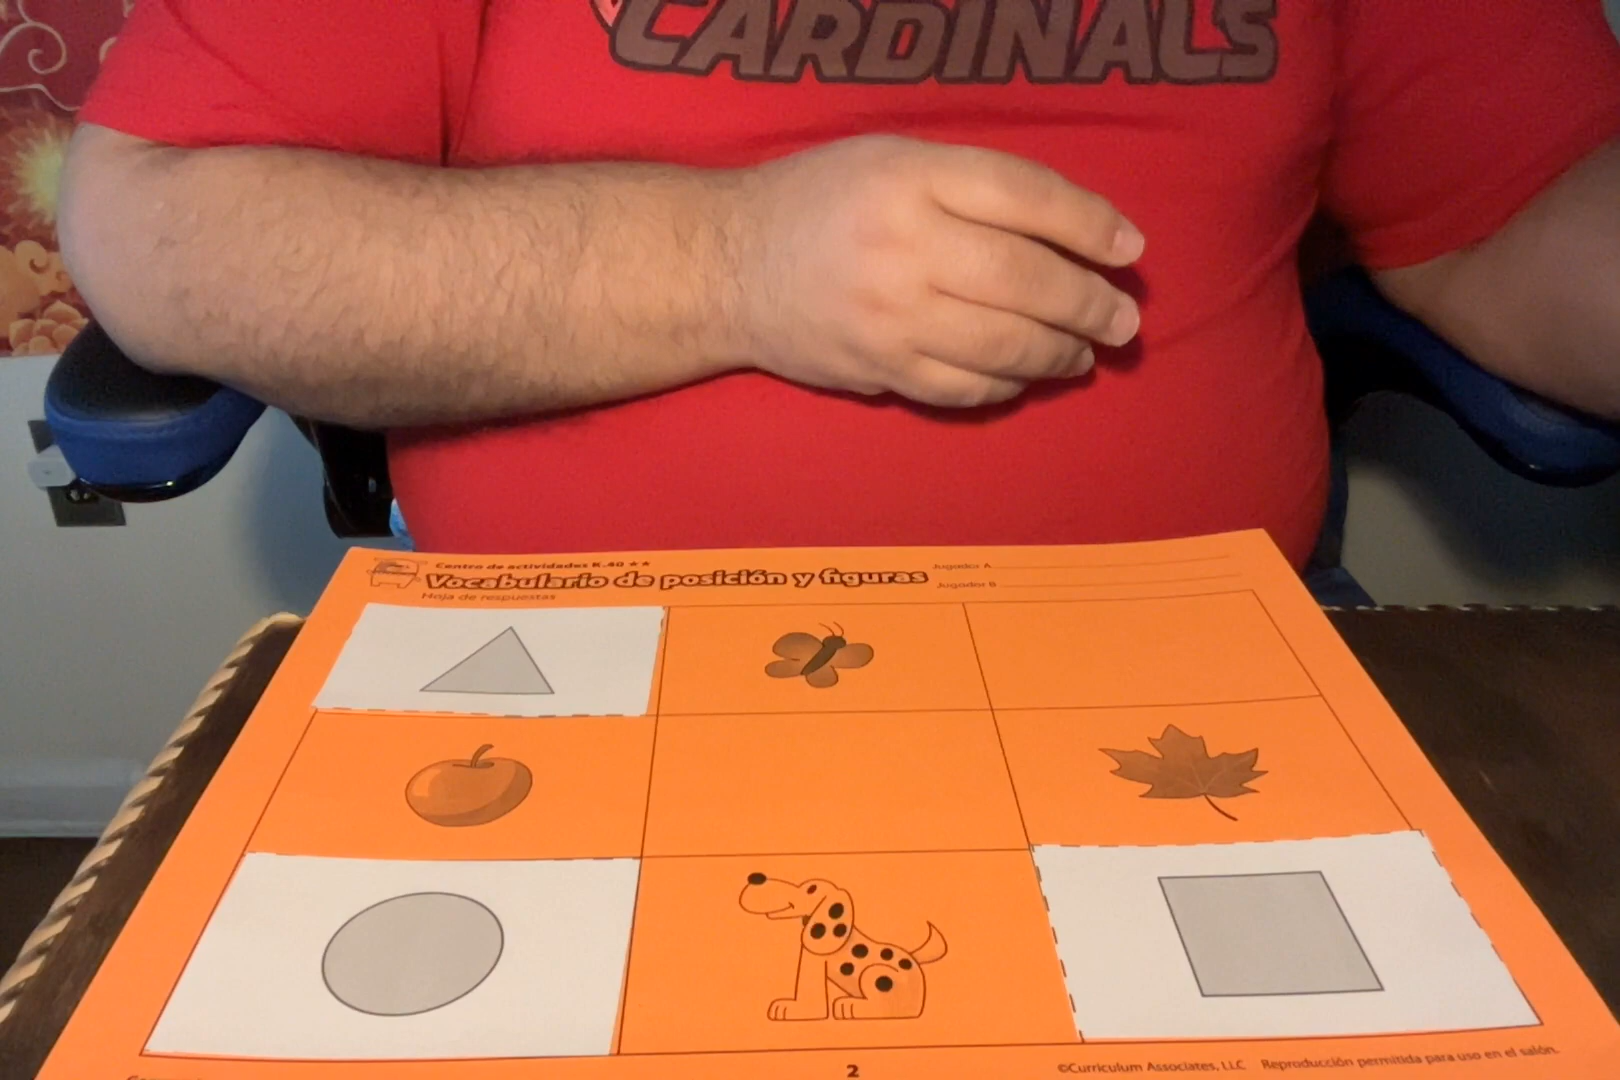 CARDINALS
Centro de actividades K.40 ★★
Vocabulario de posición y figuras
Hoja de respuestas
Jugador A
Jugador B
2
©Curriculum Associates, LLC Reproducción permitida para uso en el salón.